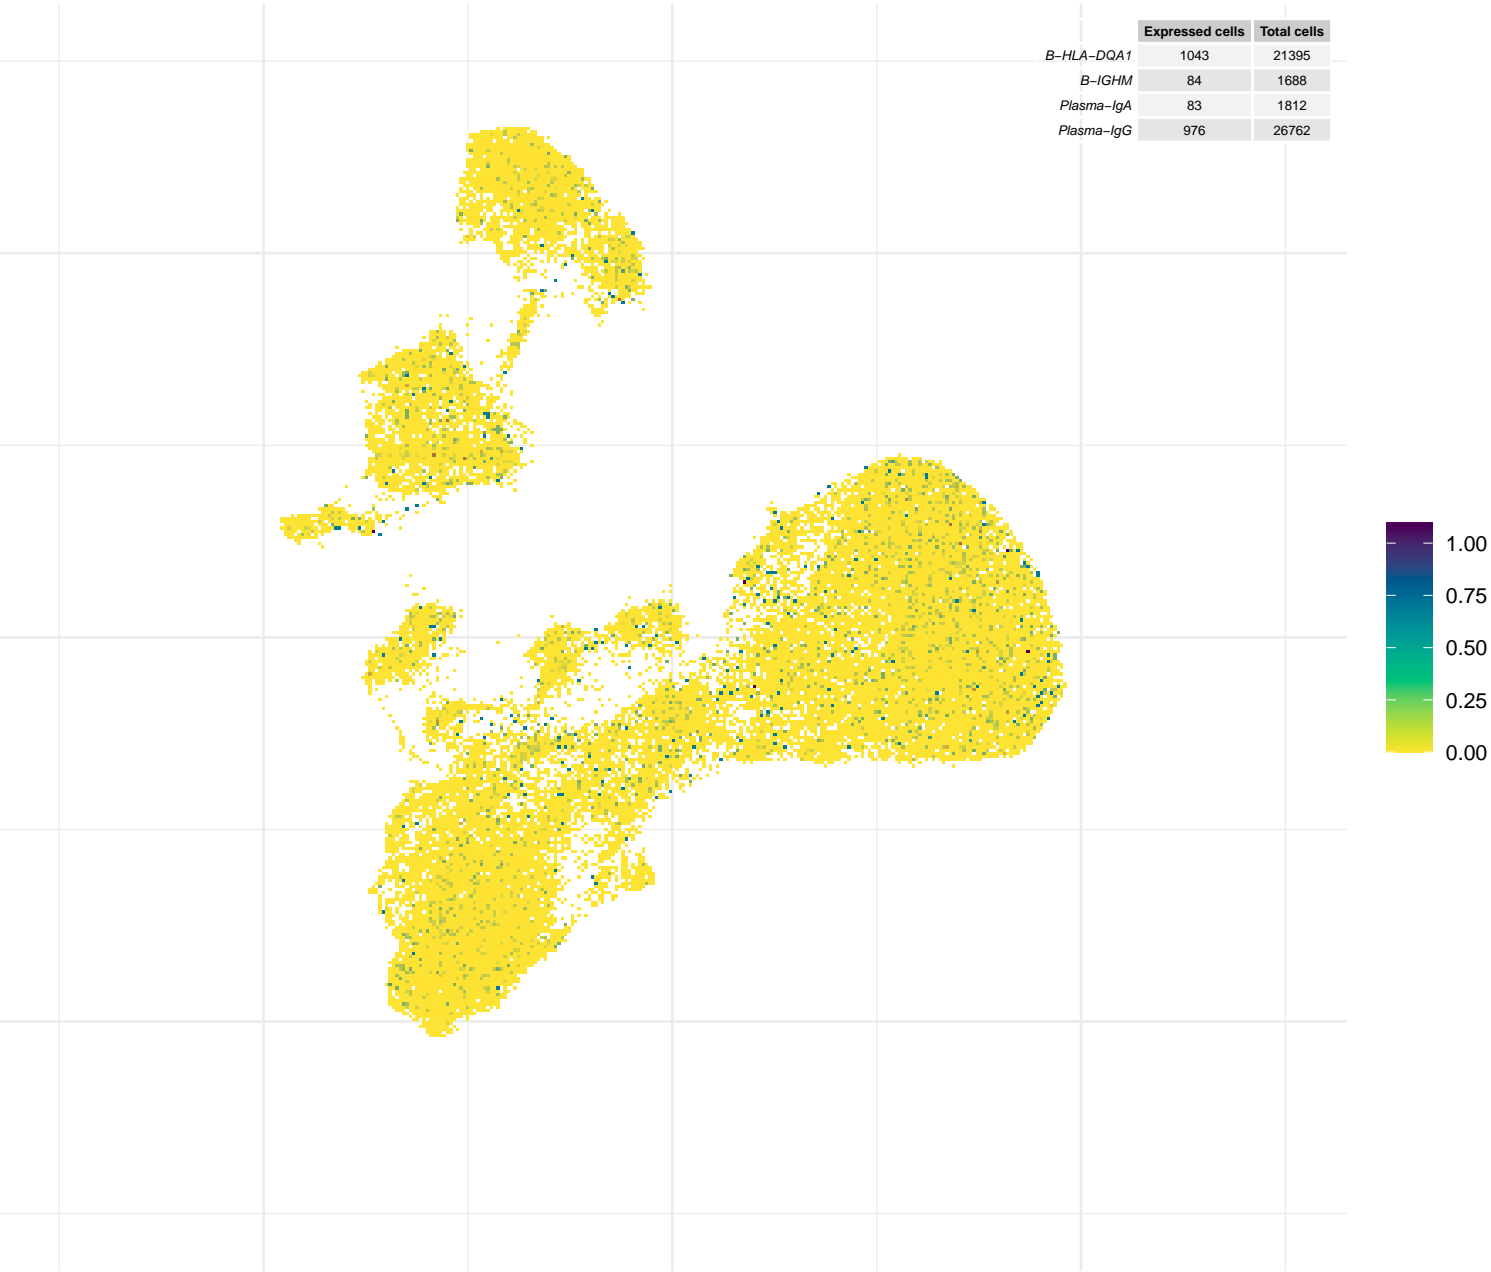 Expressed cells Total cells
B−HLA−DQA1 1043 21395
B−IGHM 84 1688
Plasma−IgA 83 1812
Plasma−IgG 976 26762
1.00
0.75
0.50
0.25
0.00